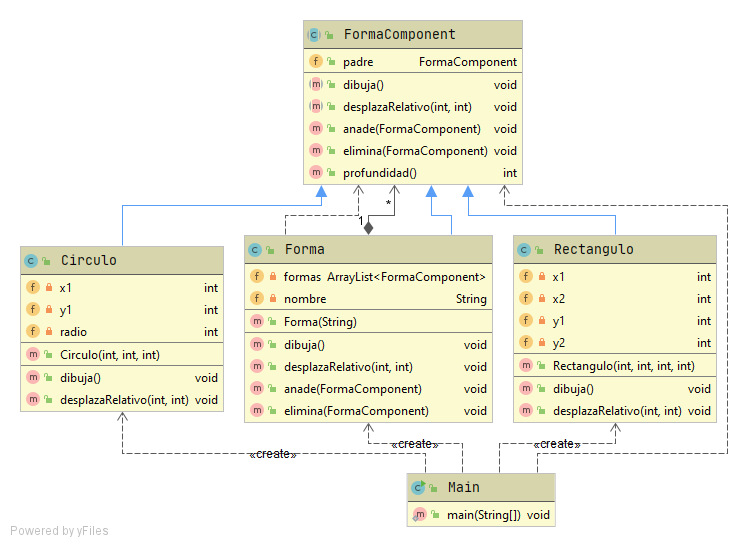 FormaComponent
padre FormaComponent
dibuja() void
desplazaRelativo(int, int) void
anade(FormaComponent) void
elimina(FormaComponent) void
profundidad() int
*
1
Circulo
x1 int
y1 int
radio int
Circulo(int, int, int)
dibuja() void
desplazaRelativo(int, int) void
Forma
formas ArrayList<FormaComponent>
nombre String
Forma(String)
dibuja() void
desplazaRelativo(int, int) void
anade(FormaComponent) void
elimina(FormaComponent) void
Rectangulo
x1 int
x2 int
y1 int
y2 int
Rectangulo(int, int, int, int)
dibuja() void
desplazaRelativo(int, int) void
«create»
«create»
«create»
Main
main(String[]) void
Powered by yFiles